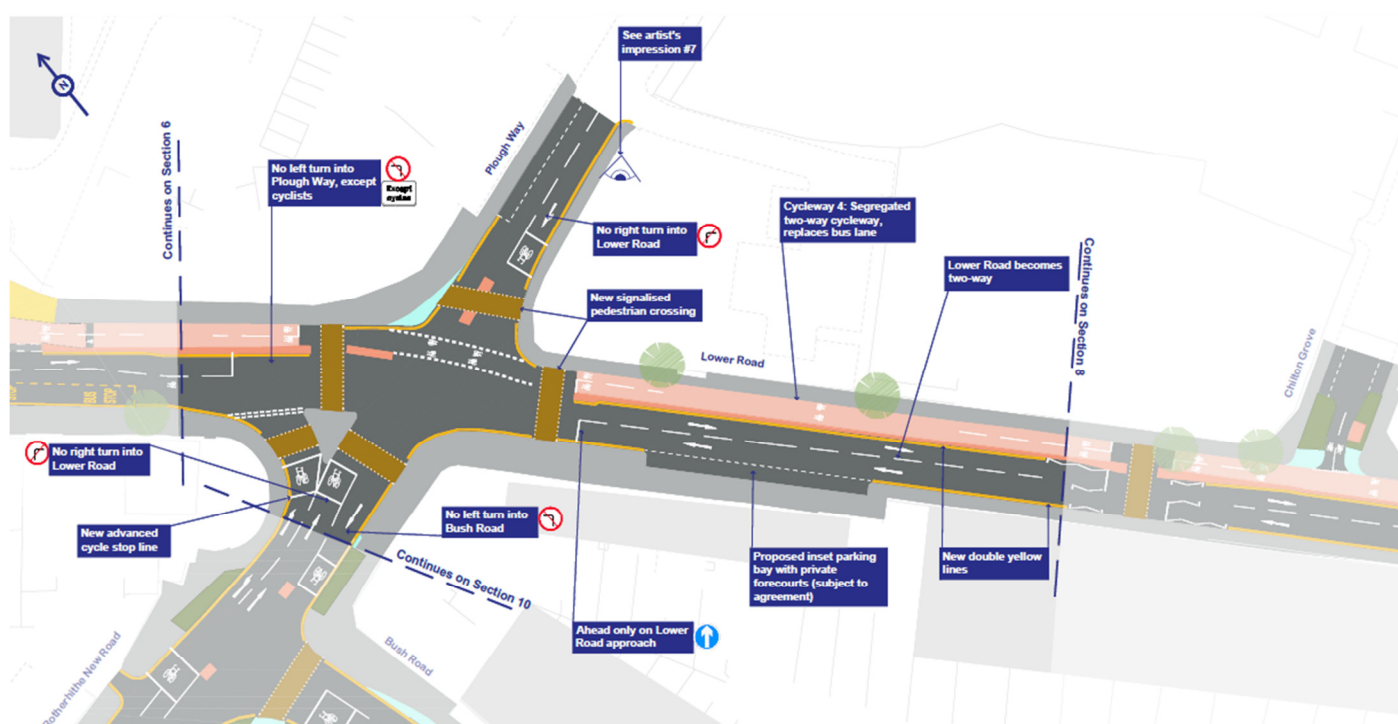 See artist's
impression #7
N
Continues on Section 6
Plough Way
No left turn into
Plough Way, except
cyclists
Except
cycles
No right turn into
Lower Road
Cycleway 4: Segregated
two-way cycleway,
replaces bus lane
Lower Road becomes
two-way
Continues on Section 8
New signalised
pedestrian crossing
Lower Road
Chilton Grove
BUS
STOP
No right turn into
Lower Road
New advanced
cycle stop line
No left turn into
Bush Road
Continues on Section 10
Proposed inset parking
bay with private
forecourts (subject to
agreement)
New double yellow
lines
Ahead only on Lower
Road approach
Bush Road
Rotherhithe New Road